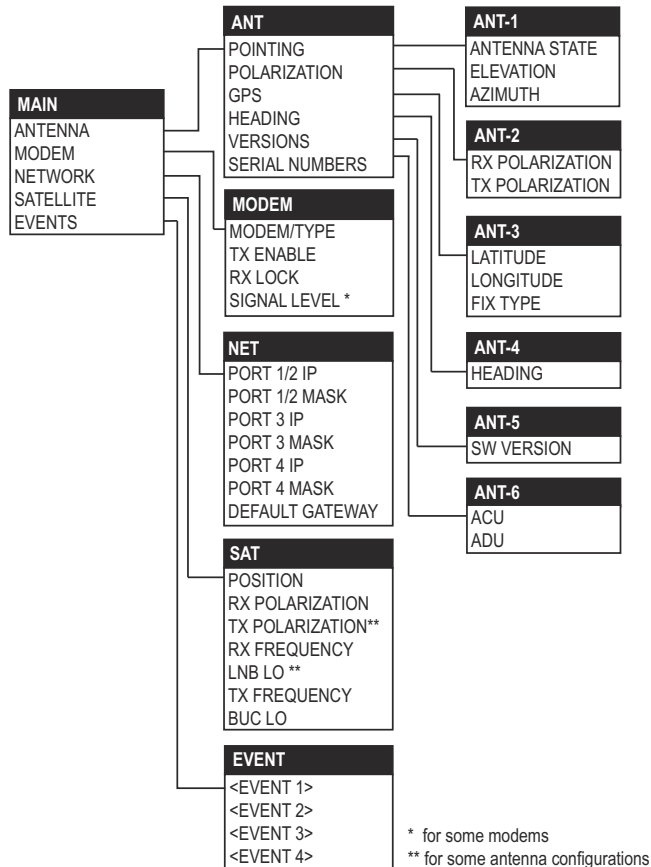 MAIN
ANTENNA
MODEM
NETWORK
SATELLITE
EVENTS
ANT
POINTING
POLARIZATION
GPS
HEADING
VERSIONS
SERIAL NUMBERS
MODEM
MODEM/TYPE
TX ENABLE
RX LOCK
SIGNAL LEVEL *
NET
PORT 1/2 IP
PORT 1/2 MASK
PORT 3 IP
PORT 3 MASK
PORT 4 IP
PORT 4 MASK
DEFAULT GATEWAY
SAT
POSITION
RX POLARIZATION
TX POLARIZATION**
RX FREQUENCY
LNB LO **
TX FREQUENCY
BUC LO
EVENT
<EVENT 1>
<EVENT 2>
<EVENT 3>
<EVENT 4>
ANT-1
ANTENNA STATE
ELEVATION
AZIMUTH
ANT-2
RX POLARIZATION
TX POLARIZATION
ANT-3
LATITUDE
LONGITUDE
FIX TYPE
ANT-4
HEADING
ANT-5
SW VERSION
ANT-6
ACU
ADU
* for some modems
** for some antenna configurations